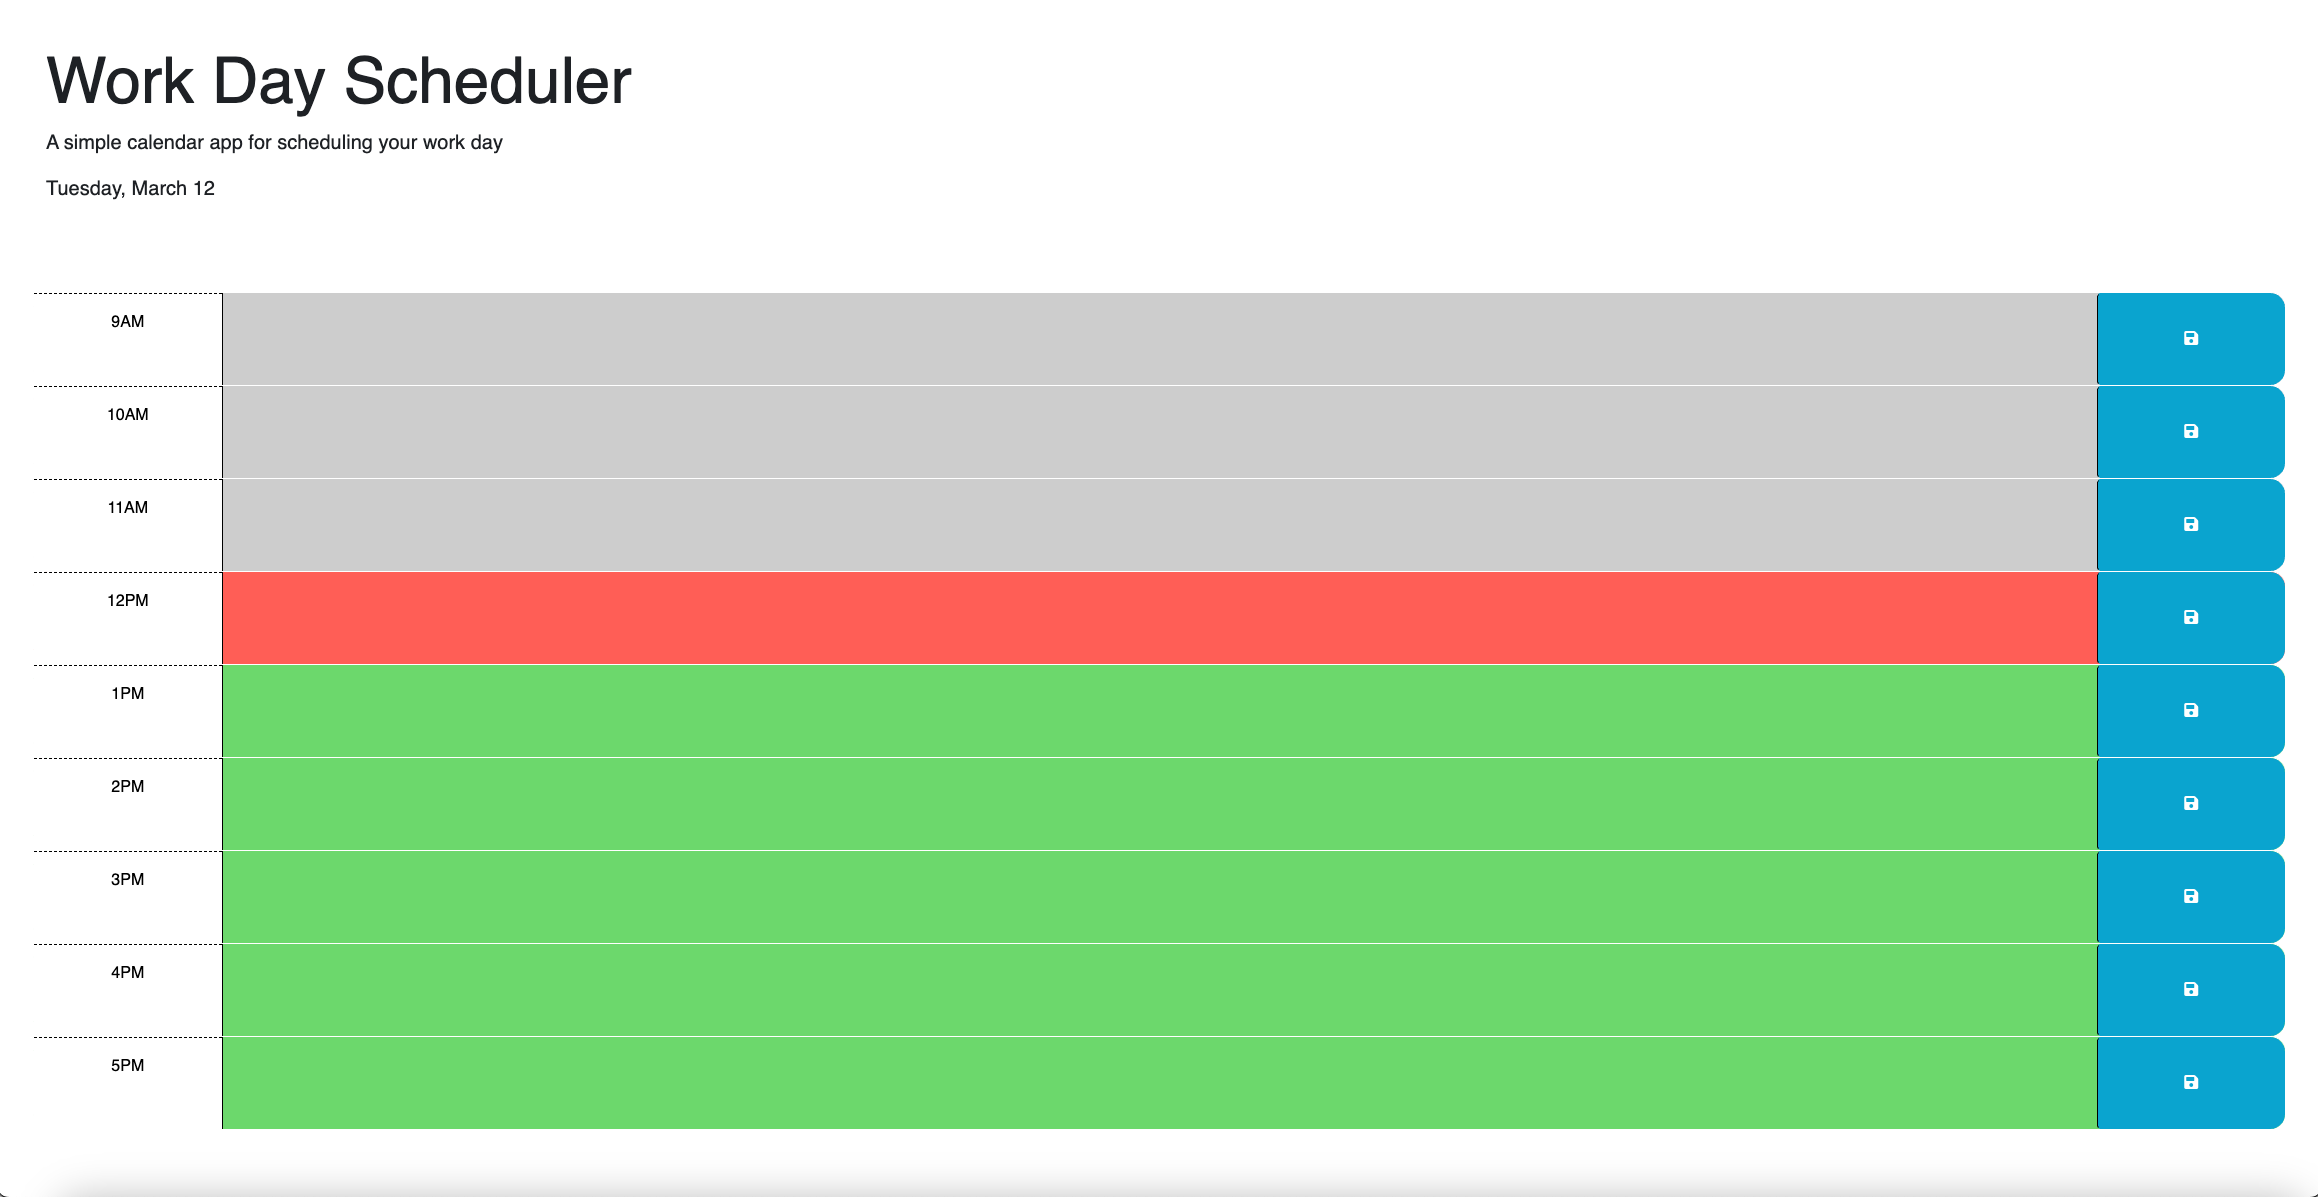 Work Day Scheduler
A simple calendar app for scheduling your work day
Tuesday, March 12
9AM
10AM
11AM
12PM
1PM
2PM
3PM
4PM
5PM